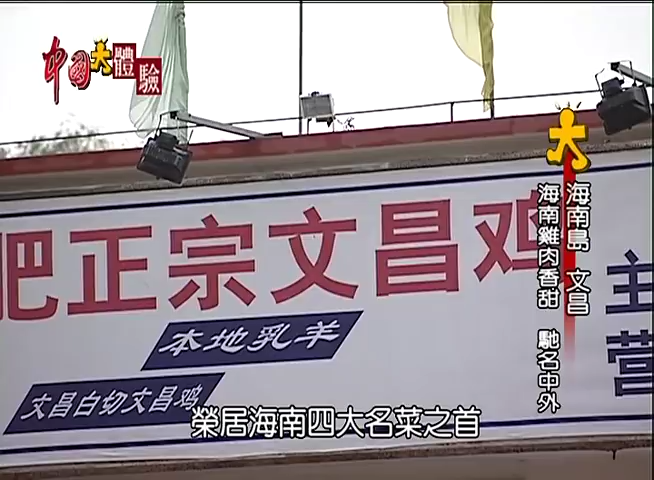 中國大體驗
大
海南島 文昌
海南雞肉香甜 馳名中外
肥正宗文昌鸡
主营
本地乳羊
文昌白切文昌鸡
榮居海南四大名菜之首